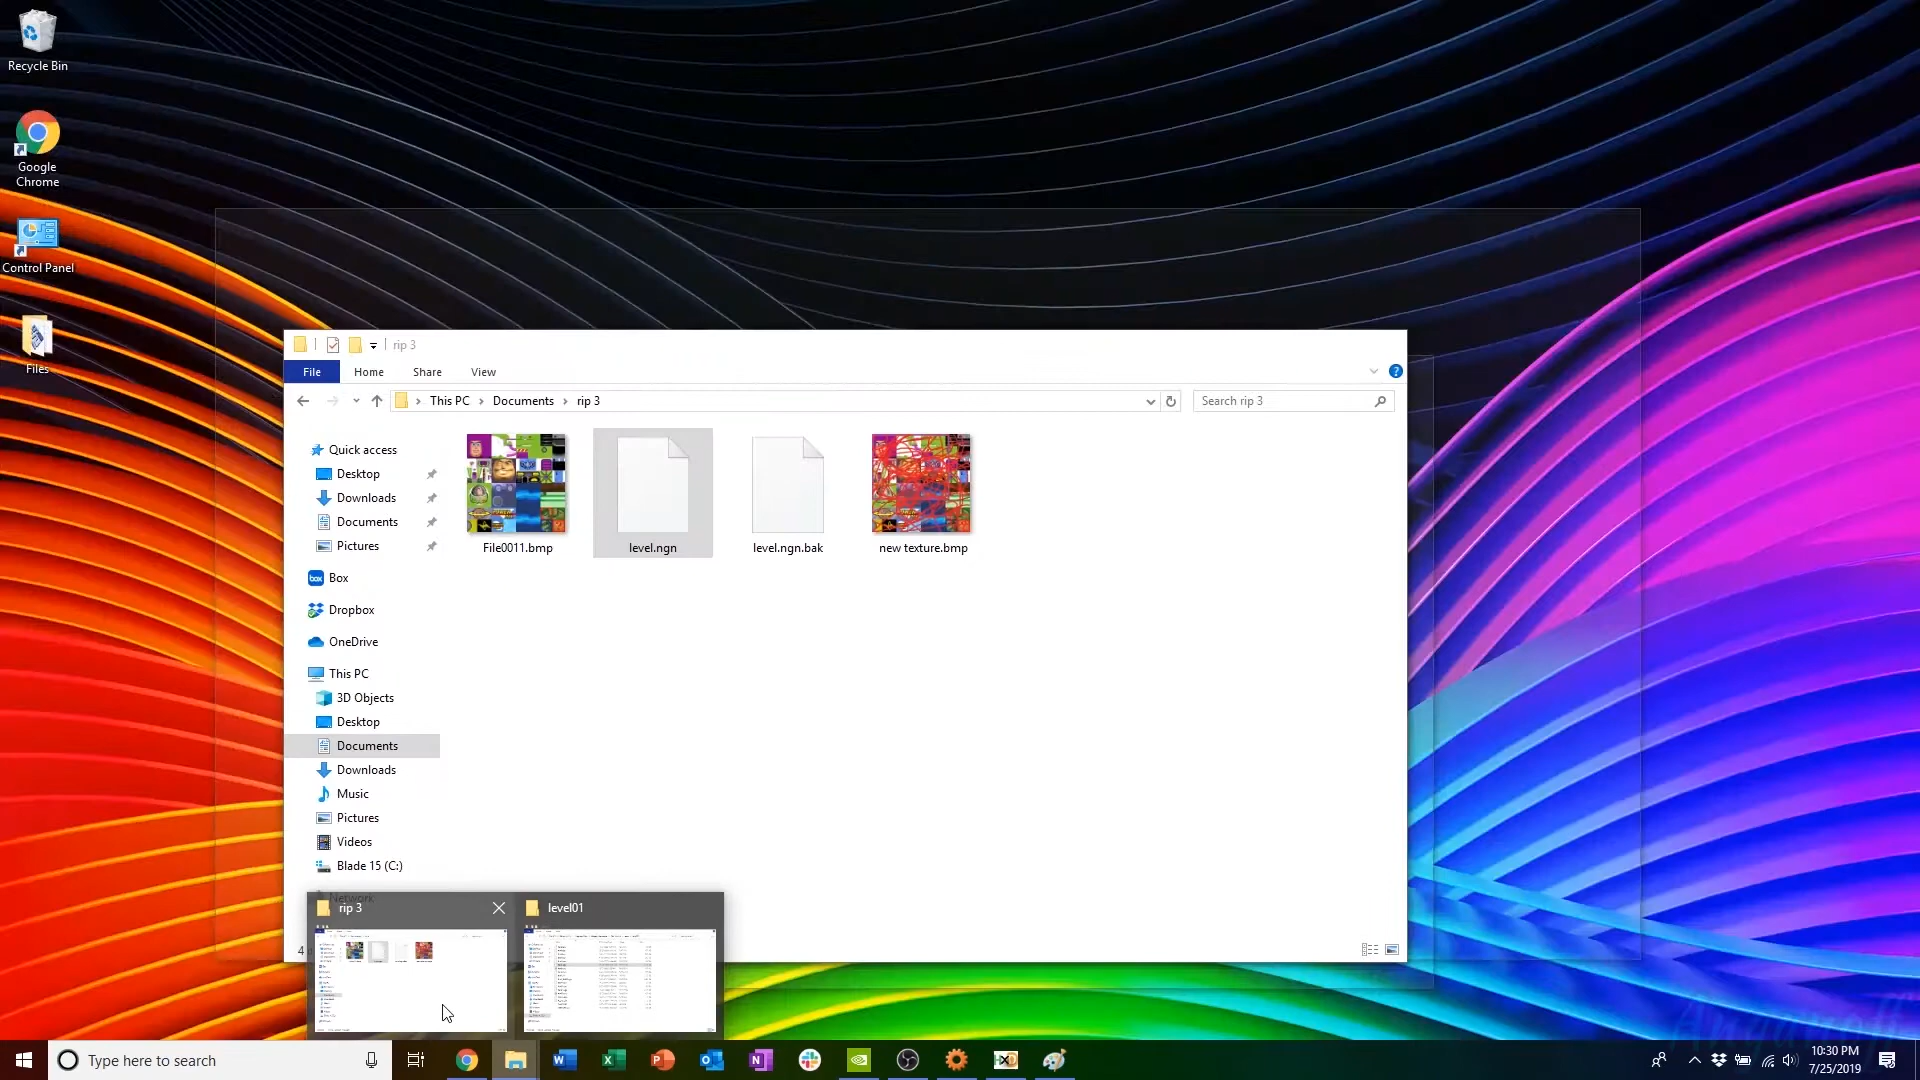 Recycle Bin
Google
Chrome
Control Panel
Files
rip 3
File
Home
Share
View
This PC
Documents
rip 3
Search rip 3
Quick access
Desktop
Downloads
Documents
Pictures
Box
Dropbox
OneDrive
This PC
3D Objects
Desktop
Documents
Downloads
Music
Pictures
Videos
Blade 15 (C:)
Network
File0011.bmp
level.ngn
level.ngn.bak
new texture.bmp
4
rip 3
level01
Type here to search
10:30 PM
7/25/2019